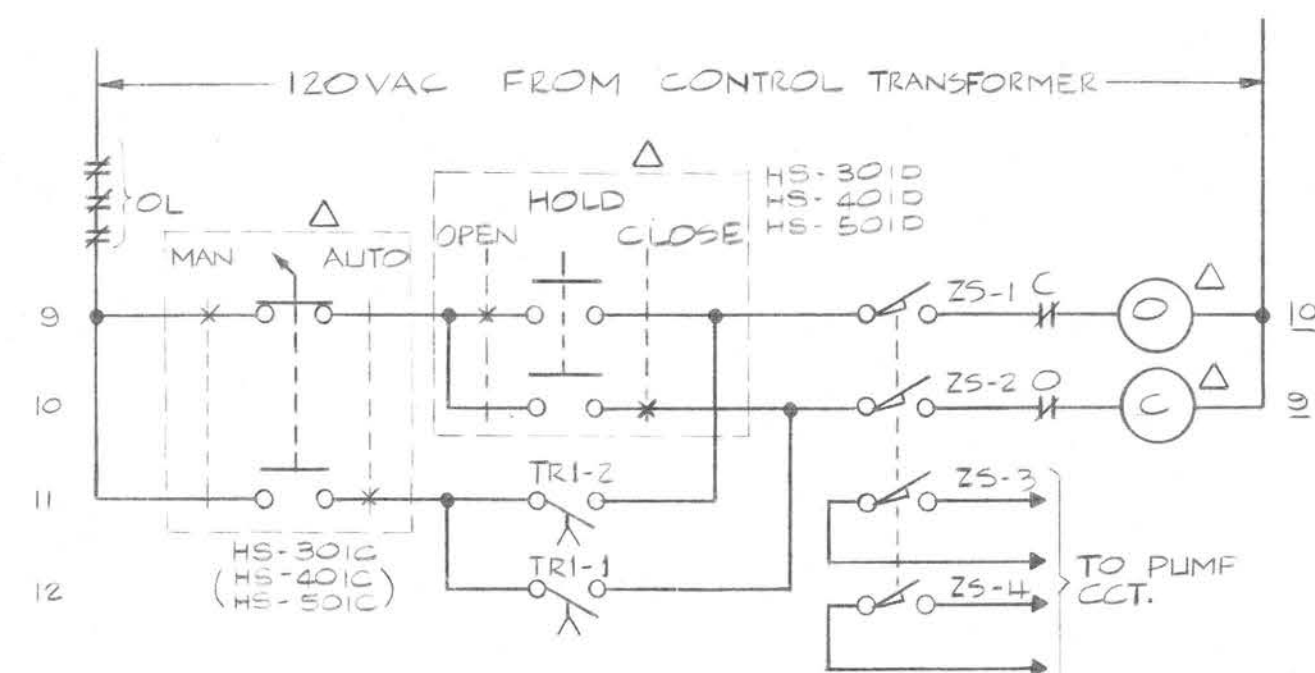 120VAC FROM CONTROL TRANSFORMER
OL
HS-301D
HS-401D
HS-501D
HOLD
OPEN CLOSE
MAN AUTO
9 ZS-1 C O 10
10 ZS-2 O C 9
11 TR1-2 ZS-3
HS-301C
(HS-401C)
HS-501C
12 TR1-1 ZS-4
TO PUMP
CCT.